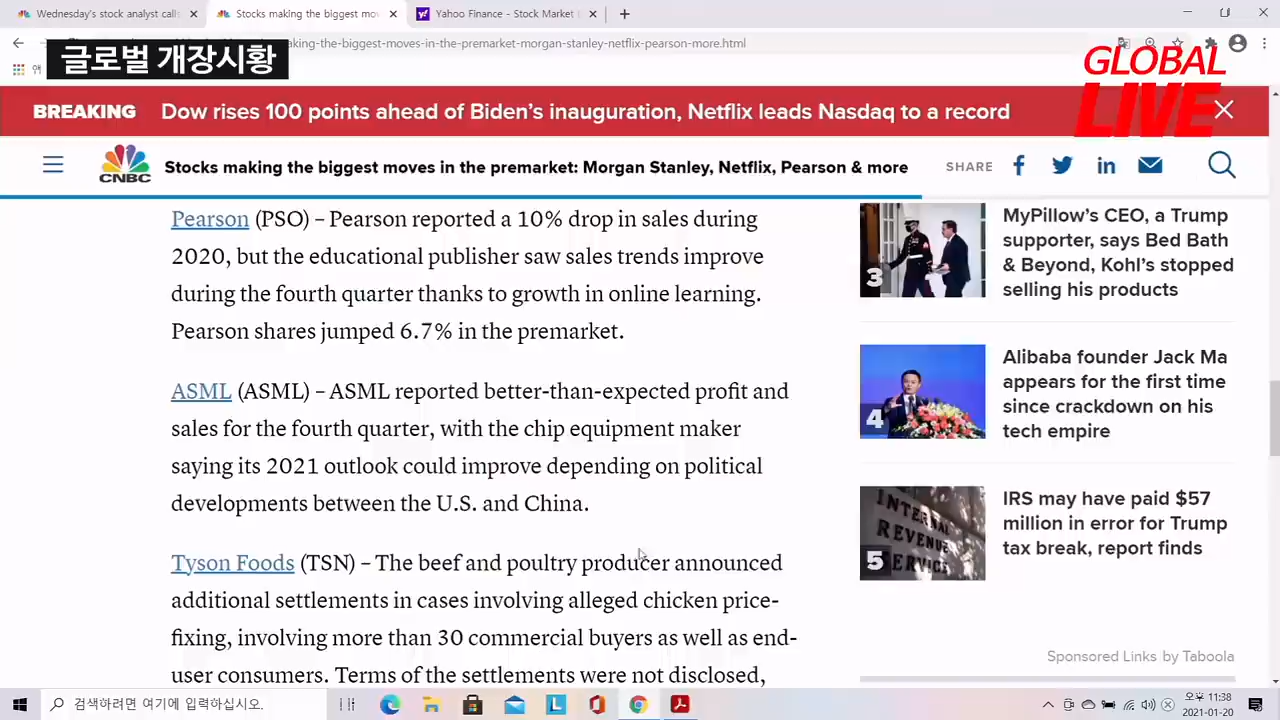 Wednesday's stock analyst call
Stocks making the biggest mov
Yahoo Finance - Stock Market
aking-the-biggest-moves-in-the-premarket-morgan-stanley-netflix-pearson-more.html
글로벌 개장시황
GLOBAL
LIVE
BREAKING Dow rises 100 points ahead of Biden's inauguration, Netflix leads Nasdaq to a record
CNBC
Stocks making the biggest moves in the premarket: Morgan Stanley, Netflix, Pearson & more
SHARE
Pearson (PSO) – Pearson reported a 10% drop in sales during
2020, but the educational publisher saw sales trends improve
during the fourth quarter thanks to growth in online learning.
Pearson shares jumped 6.7% in the premarket.
ASML (ASML) – ASML reported better-than-expected profit and
sales for the fourth quarter, with the chip equipment maker
saying its 2021 outlook could improve depending on political
developments between the U.S. and China.
Tyson Foods (TSN) – The beef and poultry producer announced
additional settlements in cases involving alleged chicken price-
fixing, involving more than 30 commercial buyers as well as end-
user consumers. Terms of the settlements were not disclosed,
3
MyPillow's CEO, a Trump
supporter, says Bed Bath
& Beyond, Kohl's stopped
selling his products
4
Alibaba founder Jack Ma
appears for the first time
since crackdown on his
tech empire
INTERNAL
REVENUE
SERVICE
5
IRS may have paid $57
million in error for Trump
tax break, report finds
Sponsored Links by Taboola
검색하려면 여기에 입력하십시오.
오후 11:38
2021-01-20